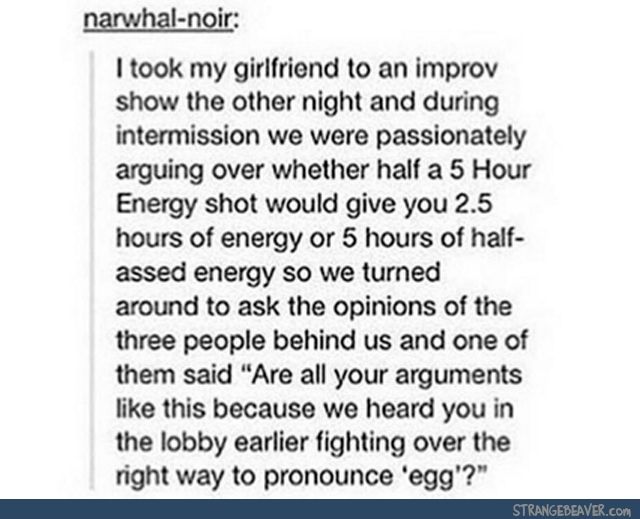 narwhal-noir:
I took my girlfriend to an improv
show the other night and during
intermission we were passionately
arguing over whether half a 5 Hour
Energy shot would give you 2.5
hours of energy or 5 hours of half-
assed energy so we turned
around to ask the opinions of the
three people behind us and one of
them said “Are all your arguments
like this because we heard you in
the lobby earlier fighting over the
right way to pronounce 'egg'?”
STRANGEBEAVER.com